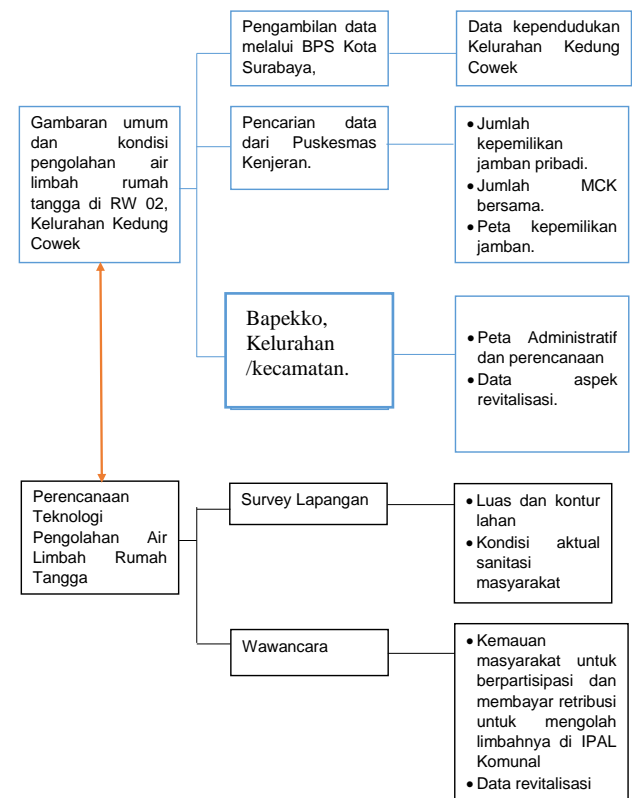 Pengambilan data
melalui BPS Kota
Surabaya,
Data kependudukan
Kelurahan Kedung
Cowek
Gambaran umum
dan kondisi
pengolahan air
limbah rumah
tangga di RW 02,
Kelurahan Kedung
Cowek
Pencarian data
dari Puskesmas
Kenjeran.
• Jumlah
kepemilikan
jamban pribadi.
• Jumlah MCK
bersama.
• Peta kepemilikan
jamban.
Bapekko,
Kelurahan
/kecamatan.
• Peta Administratif
dan perencanaan
• Data aspek
revitalisasi.
Perencanaan
Teknologi
Pengolahan Air
Limbah Rumah
Tangga
Survey Lapangan
• Luas dan kontur
lahan
• Kondisi aktual
sanitasi
masyarakat
Wawancara
• Kemauan
masyarakat untuk
berpartisipasi dan
membayar retribusi
untuk mengolah
limbahnya di IPAL
Komunal
• Data revitalisasi